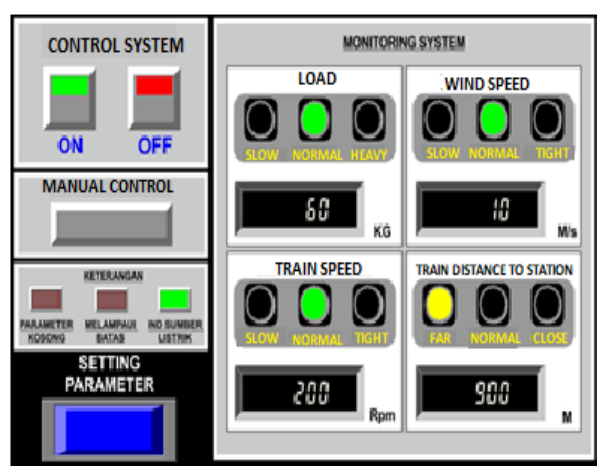 CONTROL SYSTEM
ON OFF
MANUAL CONTROL
KETERANGAN
PARAMETER KOSONG
MELAMPAUI BATAS
IND SUMBER LISTRIK
SETTING
PARAMETER
MONITORING SYSTEM
LOAD
SLOW NORMAL HEAVY
60
KG
WIND SPEED
SLOW NORMAL TIGHT
10
M/s
TRAIN SPEED
SLOW NORMAL TIGHT
200
Rpm
TRAIN DISTANCE TO STATION
FAR NORMAL CLOSE
900
M